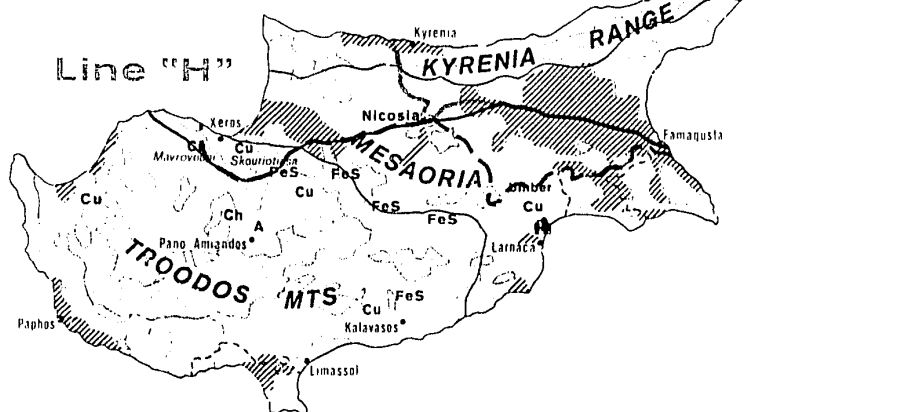 Kyrenia
RANGE
KYRENIA
Line "H"
Nicosia
Xeros
Famagusta
Cu
Skouriotissa
MESAORIA
FeS
FeS
Cu
Cu
Umber
Cu
FeS
FeS
Ch
A
Pano Amiandos
Larnaca
TROODOS
MTS
FeS
Cu
Kalavasos
Paphos
Limassol